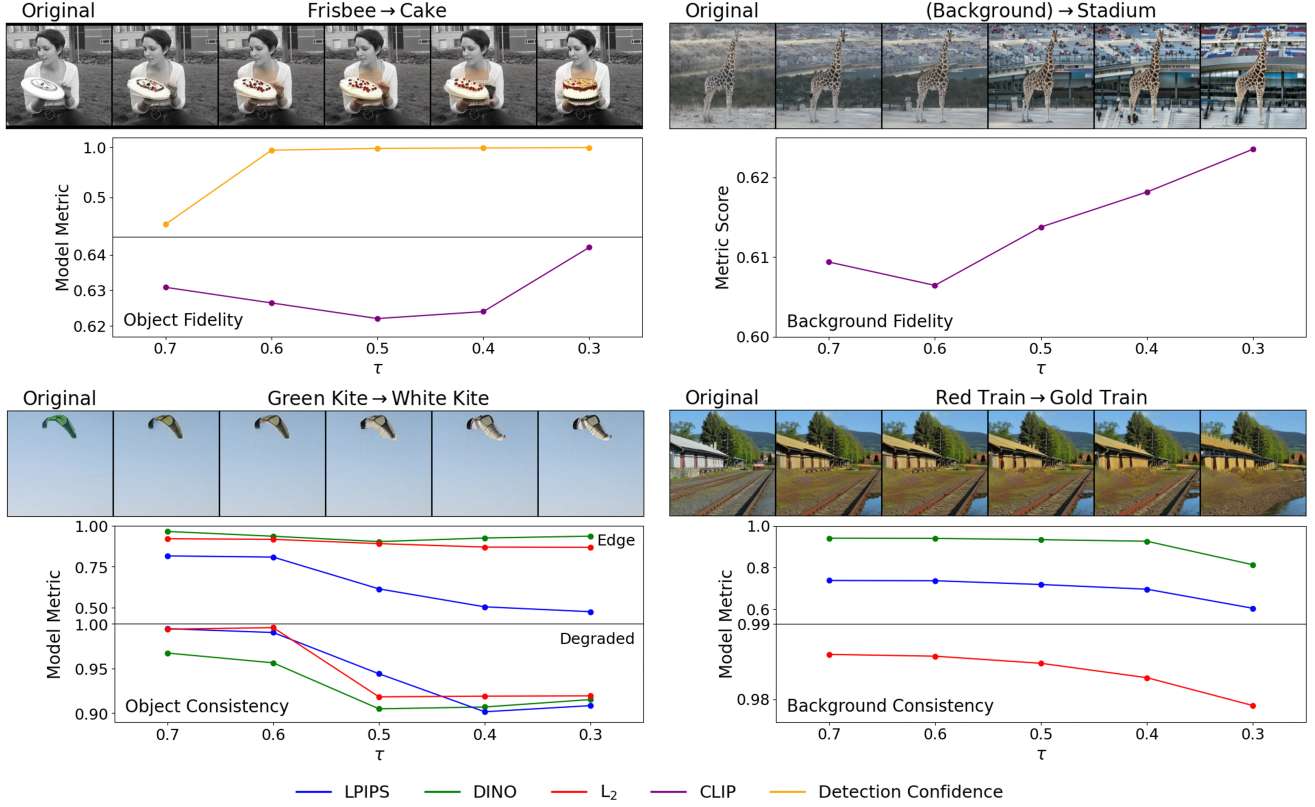 Original Frisbee→Cake
Original (Background)→Stadium
Model Metric
1.0
0.5
0.64
0.63
0.62
Object Fidelity
0.7 0.6 0.5 0.4 0.3
τ
Metric Score
0.62
0.61
0.60
Background Fidelity
0.7 0.6 0.5 0.4 0.3
τ
Original Green Kite→White Kite
Original Red Train→Gold Train
Model Metric
1.00
0.75
0.50
Edge
1.00
0.95
0.90
Degraded
Object Consistency
0.7 0.6 0.5 0.4 0.3
τ
Model Metric
1.0
0.8
0.6
0.99
0.98
Background Consistency
0.7 0.6 0.5 0.4 0.3
τ
LPIPS DINO L₂ CLIP Detection Confidence